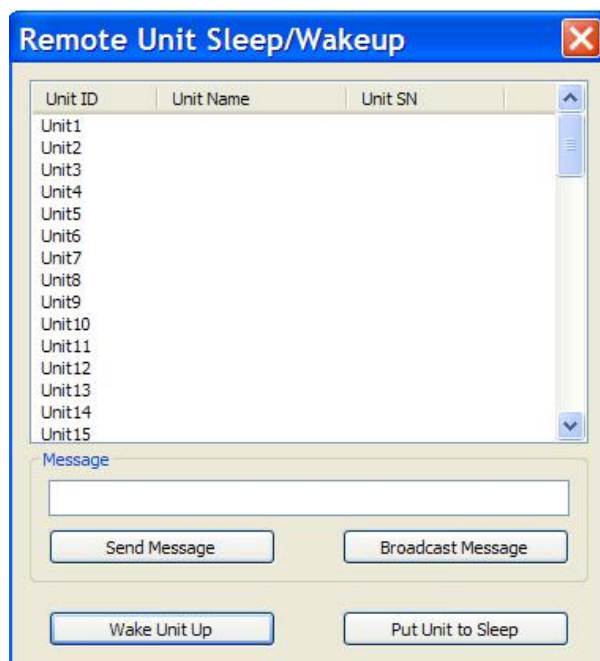 Remote Unit Sleep/Wakeup
Unit ID Unit Name Unit SN
Unit1
Unit2
Unit3
Unit4
Unit5
Unit6
Unit7
Unit8
Unit9
Unit10
Unit11
Unit12
Unit13
Unit14
Unit15
Message
Send Message Broadcast Message
Wake Unit Up Put Unit to Sleep